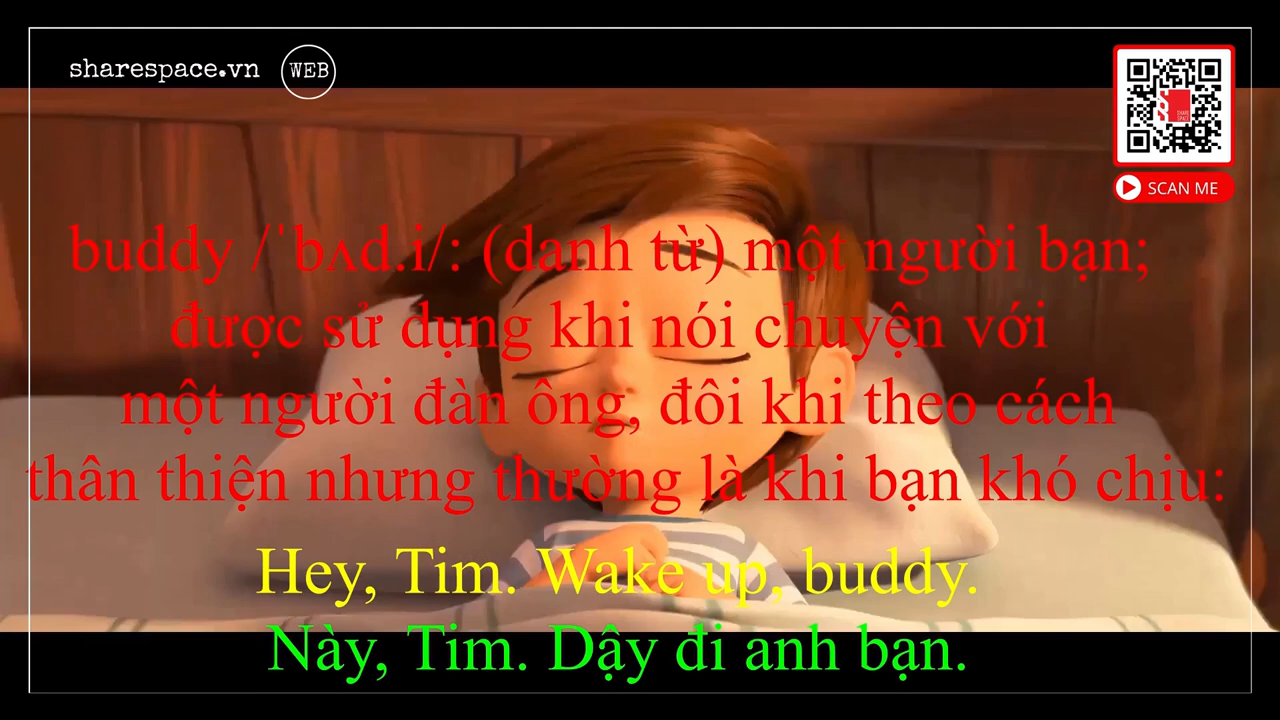 sharespace.vn WEB
SCAN ME
buddy /ˈbʌd.i/: (danh từ) một người bạn;
được sử dụng khi nói chuyện với
một người đàn ông, đôi khi theo cách
thân thiện nhưng thường là khi bạn khó chịu:
Hey, Tim. Wake up, buddy.
Này, Tim. Dậy đi anh bạn.